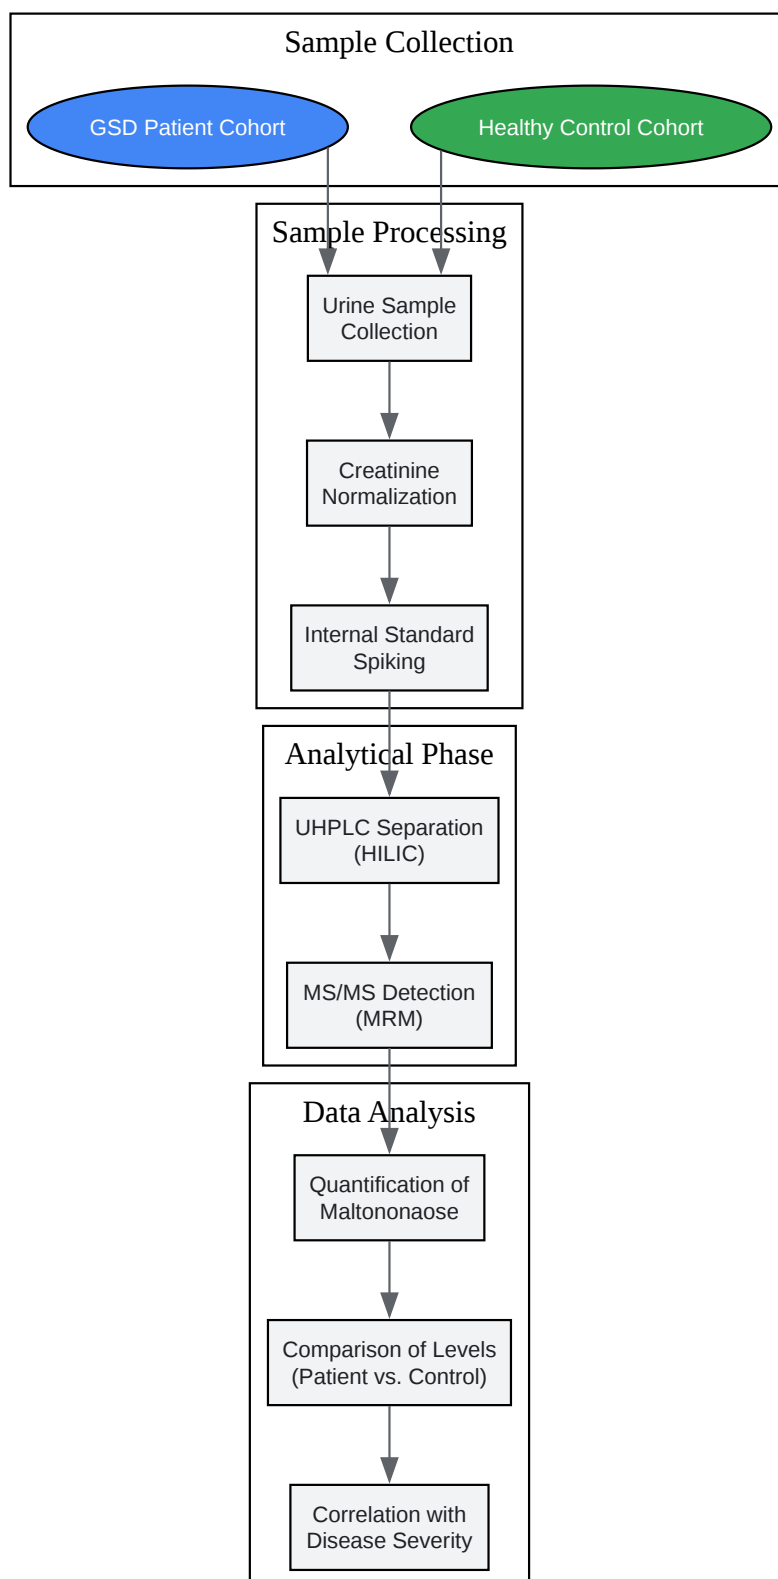 Sample Collection
GSD Patient Cohort
Healthy Control Cohort
Sample Processing
Urine Sample
Collection
Creatinine
Normalization
Internal Standard
Spiking
Analytical Phase
UHPLC Separation
(HILIC)
MS/MS Detection
(MRM)
Data Analysis
Quantification of
Maltononaose
Comparison of Levels
(Patient vs. Control)
Correlation with
Disease Severity